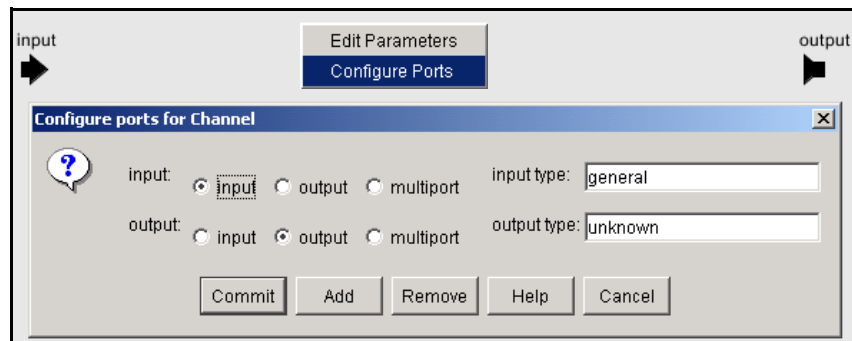 input
Edit Parameters
output
Configure Ports
Configure ports for Channel
?
input: input output multiport input type: general
output: input output multiport output type: unknown
Commit Add Remove Help Cancel